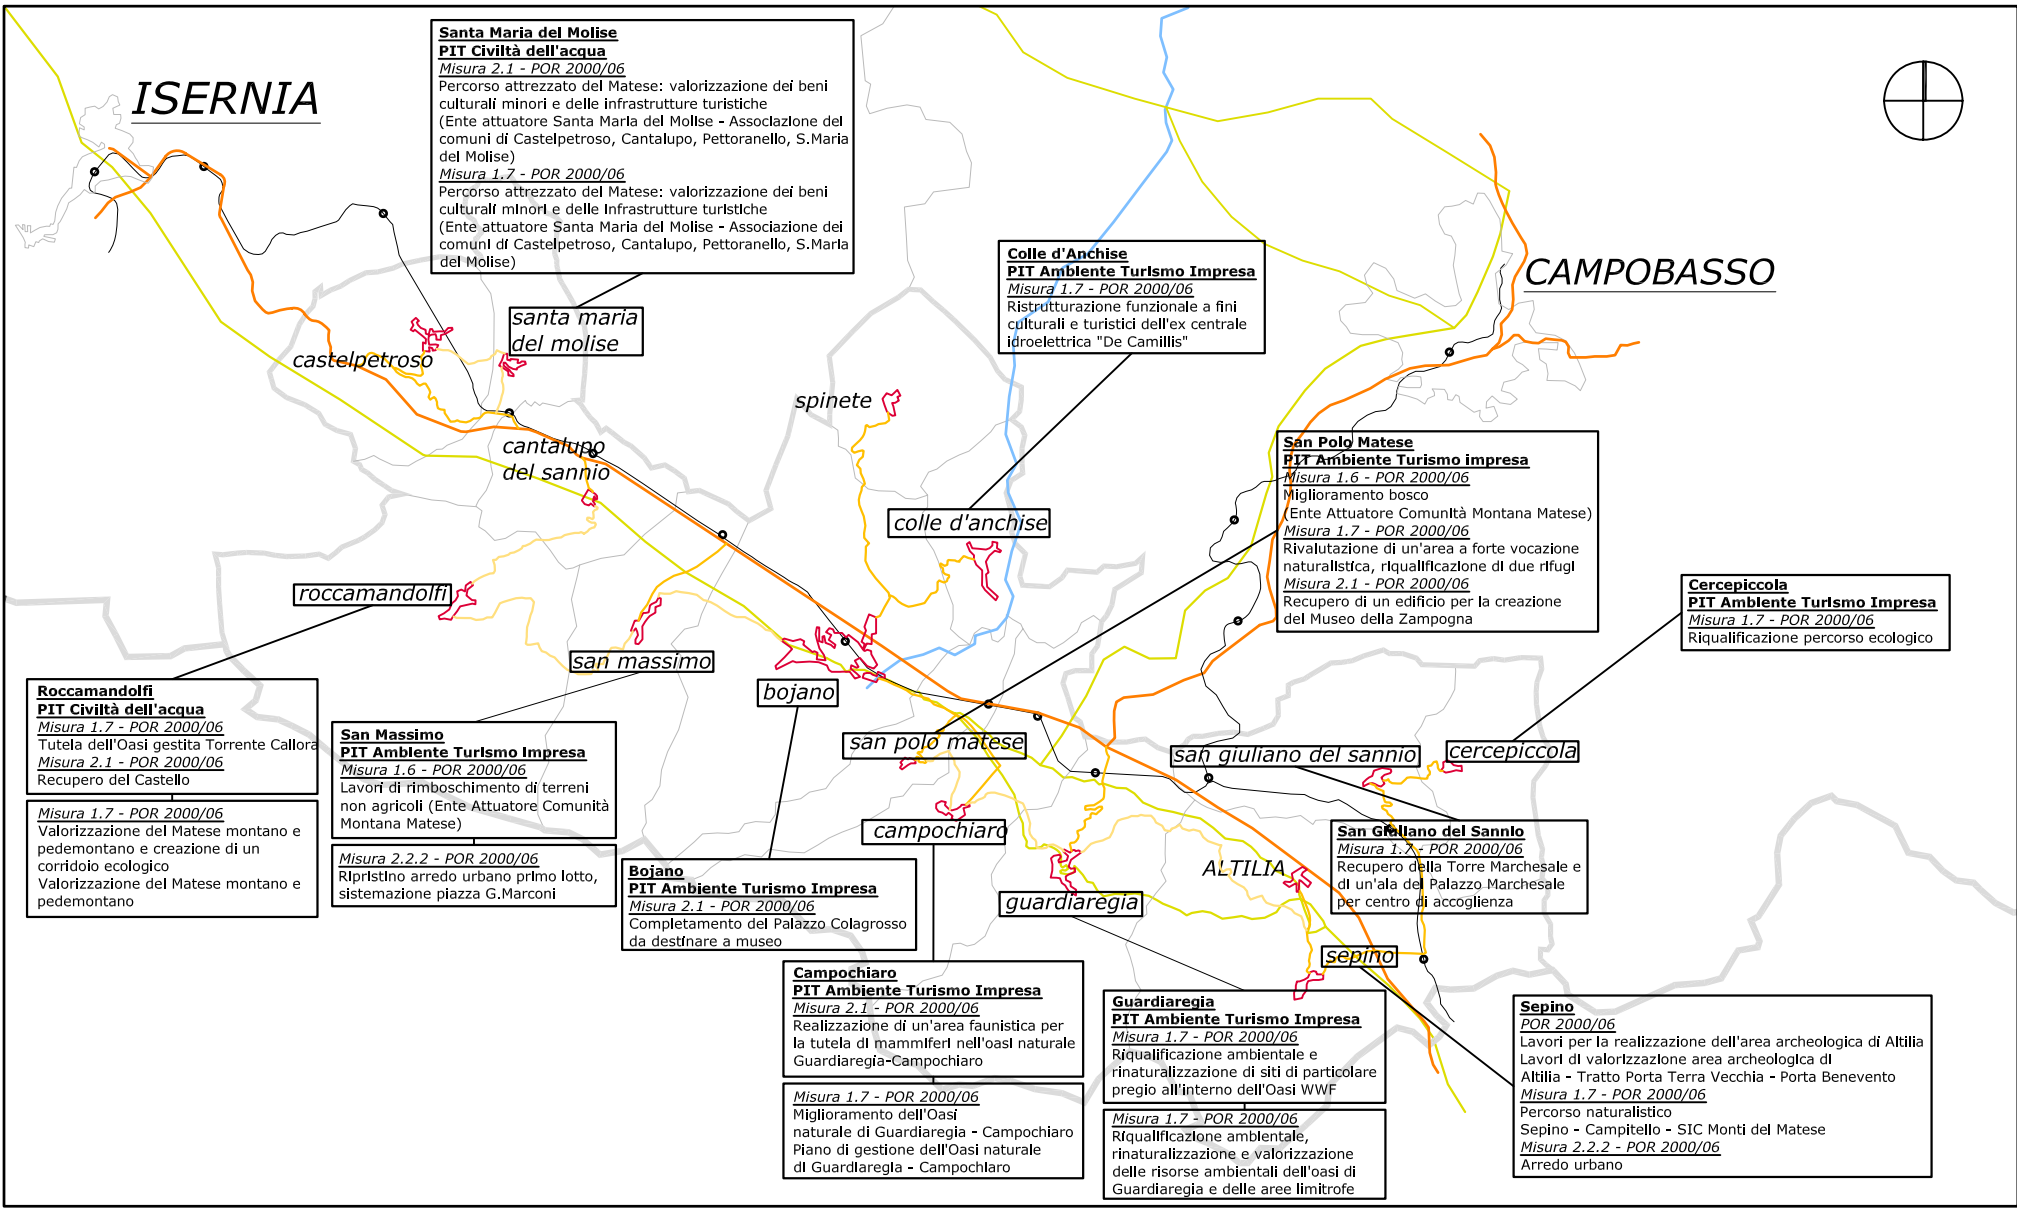 ISERNIA
Santa Maria del Molise
PIT Civiltà dell'acqua
Misura 2.1 - POR 2000/06
Percorso attrezzato del Matese: valorizzazione dei beni
culturali minori e delle infrastrutture turistiche
(Ente attuatore Santa Maria del Molise - Associazione dei
comuni di Castelpetroso, Cantalupo, Pettoranello, S.Maria
del Molise)
Misura 1.7 - POR 2000/06
Percorso attrezzato del Matese: valorizzazione dei beni
culturali minori e delle infrastrutture turistiche
(Ente attuatore Santa Maria del Molise - Associazione dei
comuni di Castelpetroso, Cantalupo, Pettoranello, S.Maria
del Molise)
Colle d'Anchise
PIT Ambiente Turismo Impresa
Misura 1.7 - POR 2000/06
Ristrutturazione funzionale a fini
culturali e turistici dell'ex centrale
idroelettrica "De Camillis"
CAMPOBASSO
santa maria
del molise
castelpetroso
spinete
cantalupo
del sannio
colle d'anchise
San Polo Matese
PIT Ambiente Turismo impresa
Misura 1.6 - POR 2000/06
Miglioramento bosco
(Ente Attuatore Comunità Montana Matese)
Misura 1.7 - POR 2000/06
Rivalutazione di un'area a forte vocazione
naturalistica, riqualificazione di due rifugi
Misura 2.1 - POR 2000/06
Recupero di un edificio per la creazione
del Museo della Zampogna
Cercepiccola
PIT Ambiente Turismo Impresa
Misura 1.7 - POR 2000/06
Riqualificazione percorso ecologico
roccamandolfi
san massimo
bojano
san polo matese
san giuliano del sannio
cercepiccola
Roccamandolfi
PIT Civiltà dell'acqua
Misura 1.7 - POR 2000/06
Tutela dell'Oasi gestita Torrente Callora
Misura 2.1 - POR 2000/06
Recupero del Castello
Misura 1.7 - POR 2000/06
Valorizzazione del Matese montano e
pedemontano e creazione di un
corridoio ecologico
Valorizzazione del Matese montano e
pedemontano
San Massimo
PIT Ambiente Turismo Impresa
Misura 1.6 - POR 2000/06
Lavori di rimboschimento di terreni
non agricoli (Ente Attuatore Comunità
Montana Matese)
Misura 2.2.2 - POR 2000/06
Ripristino arredo urbano primo lotto,
sistemazione piazza G.Marconi
campochiaro
guardiaregia
ALTILIA
sepino
Bojano
PIT Ambiente Turismo Impresa
Misura 2.1 - POR 2000/06
Completamento del Palazzo Colagrosso
da destinare a museo
San Giuliano del Sannio
Misura 1.7 - POR 2000/06
Recupero della Torre Marchesale e
di un'ala del Palazzo Marchesale
per centro di accoglienza
Campochiaro
PIT Ambiente Turismo Impresa
Misura 2.1 - POR 2000/06
Realizzazione di un'area faunistica per
la tutela di mammiferi nell'oasi naturale
Guardiaregia-Campochiaro
Misura 1.7 - POR 2000/06
Miglioramento dell'Oasi
naturale di Guardiaregia - Campochiaro
Piano di gestione dell'Oasi naturale
di Guardiaregia - Campochiaro
Guardiaregia
PIT Ambiente Turismo Impresa
Misura 1.7 - POR 2000/06
Riqualificazione ambientale e
rinaturalizzazione di siti di particolare
pregio all'interno dell'Oasi WWF
Misura 1.7 - POR 2000/06
Riqualificazione ambientale,
rinaturalizzazione e valorizzazione
delle risorse ambientali dell'oasi di
Guardiaregia e delle aree limitrofe
Sepino
POR 2000/06
Lavori per la realizzazione dell'area archeologica di Altilia
Lavori di valorizzazione area archeologica di
Altilia - Tratto Porta Terra Vecchia - Porta Benevento
Misura 1.7 - POR 2000/06
Percorso naturalistico
Sepino - Campitello - SIC Monti del Matese
Misura 2.2.2 - POR 2000/06
Arredo urbano